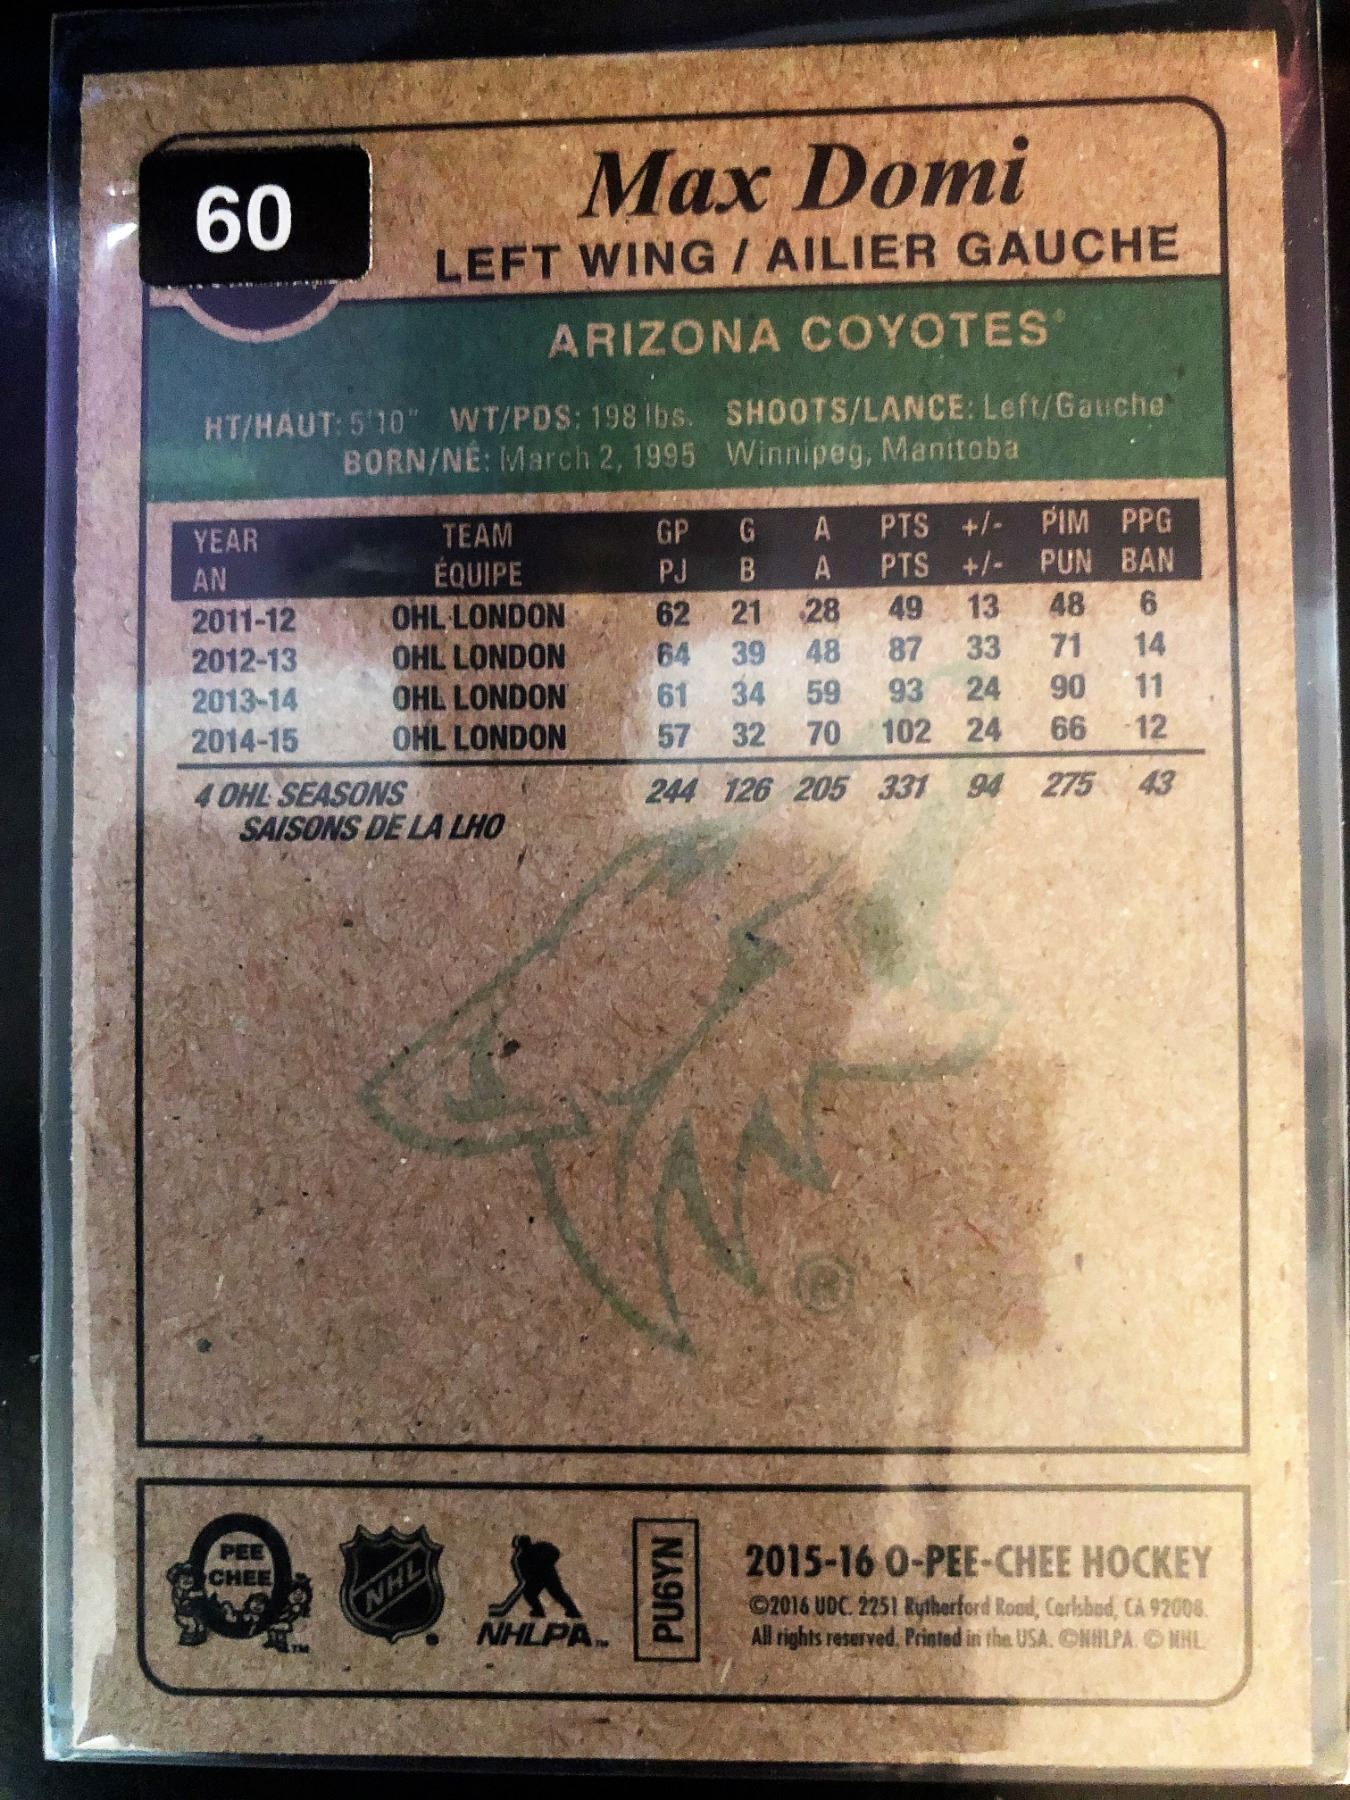 60
Max Domi
LEFT WING / AILIER GAUCHE
ARIZONA COYOTES®
HT/HAUT: 5'10" WT/PDS: 198 lbs. SHOOTS/LANCE: Left/Gauche
BORN/NÉ: March 2, 1995 Winnipeg, Manitoba
YEAR TEAM GP G A PTS +/- PIM PPG
AN ÉQUIPE PJ B A PTS +/- PUN BAN
2011-12 OHL LONDON 62 21 28 49 13 48 6
2012-13 OHL LONDON 64 39 48 87 33 71 14
2013-14 OHL LONDON 61 34 59 93 24 90 11
2014-15 OHL LONDON 57 32 70 102 24 66 12
4 OHL SEASONS 244 126 205 331 94 275 43
SAISONS DE LA LHO
®
O
PEE
CHEE
TM
NHL
NHLPA™
PU6YN
2015-16 O-PEE-CHEE HOCKEY
©2016 UDC. 2251 Rutherford Road, Carlsbad, CA 92008.
All rights reserved. Printed in the USA. ©NHLPA. © NHL.